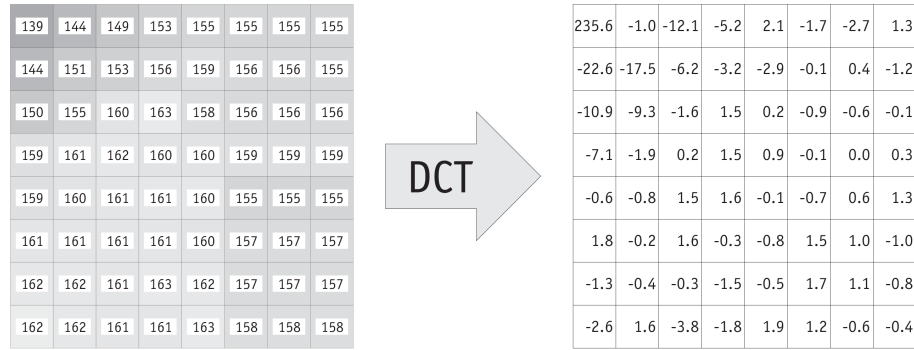 139 144 149 153 155 155 155 155 235.6 -1.0 -12.1 -5.2 2.1 -1.7 -2.7 1.3
144 151 153 156 159 156 156 155 -22.6 -17.5 -6.2 -3.2 -2.9 -0.1 0.4 -1.2
150 155 160 163 158 156 156 156 -10.9 -9.3 -1.6 1.5 0.2 -0.9 -0.6 -0.1
159 161 162 160 160 159 159 159 -7.1 -1.9 0.2 1.5 0.9 -0.1 0.0 0.3
DCT
159 160 161 161 160 155 155 155 -0.6 -0.8 1.5 1.6 -0.1 -0.7 0.6 1.3
161 161 161 161 160 157 157 157 1.8 -0.2 1.6 -0.3 -0.8 1.5 1.0 -1.0
162 162 161 163 162 157 157 157 -1.3 -0.4 -0.3 -1.5 -0.5 1.7 1.1 -0.8
162 162 161 161 163 158 158 158 -2.6 1.6 -3.8 -1.8 1.9 1.2 -0.6 -0.4